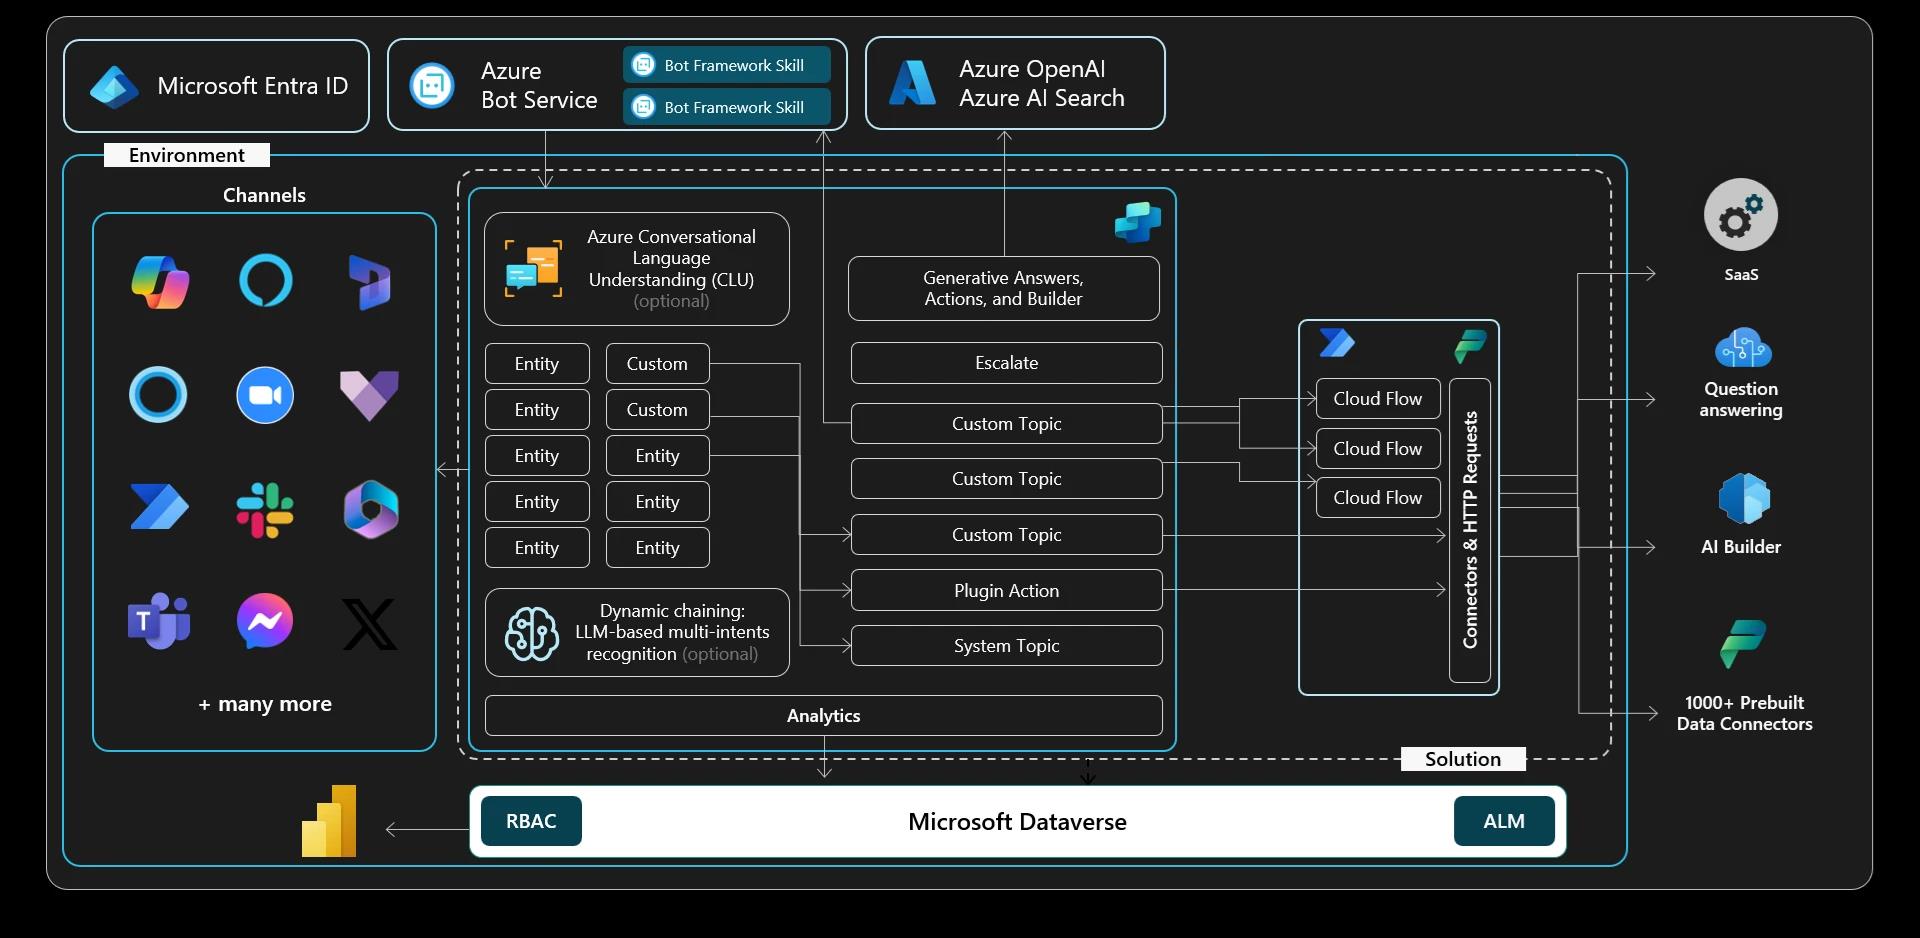 Microsoft Entra ID
Azure
Bot Service
Bot Framework Skill
Bot Framework Skill
Azure OpenAI
Azure AI Search
Environment
Channels
+ many more
Azure Conversational
Language
Understanding (CLU)
(optional)
Entity
Custom
Entity
Custom
Entity
Entity
Entity
Entity
Entity
Entity
Dynamic chaining:
LLM-based multi-intents
recognition (optional)
Generative Answers,
Actions, and Builder
Escalate
Custom Topic
Custom Topic
Custom Topic
Plugin Action
System Topic
Analytics
Cloud Flow
Cloud Flow
Cloud Flow
Connectors & HTTP Requests
Solution
SaaS
Question
answering
AI Builder
1000+ Prebuilt
Data Connectors
RBAC
Microsoft Dataverse
ALM
T